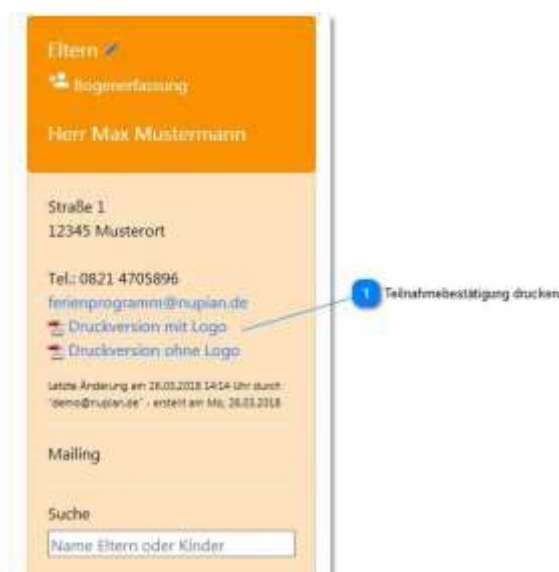 Eltern
Bogenerfassung
Herr Max Mustermann
Straße 1
12345 Musterort
Tel.: 0821 4705896
ferienprogramm@nupian.de
Druckversion mit Logo
Druckversion ohne Logo
Letzte Änderung am 26.03.2018 14:14 Uhr durch
"demo@nupian.de" - erstellt am Mo, 26.03.2018
Mailing
Suche
Name Eltern oder Kinder
1 Teilnahmebestätigung drucken